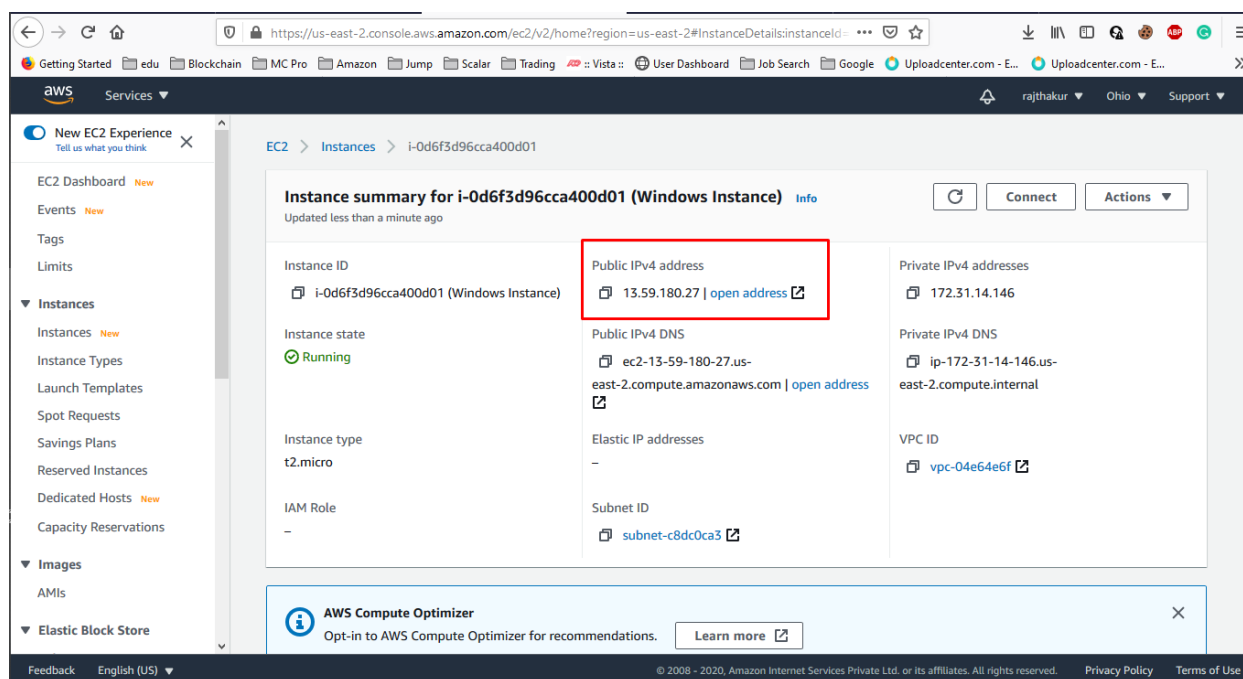 https://us-east-2.console.aws.amazon.com/ec2/v2/home?region=us-east-2#InstanceDetails:instanceId=
Getting Started edu Blockchain MC Pro Amazon Jump Scalar Trading :: Vista :: User Dashboard Job Search Google Uploadcenter.com - E... Uploadcenter.com - E...
aws Services rajthakur Ohio Support
New EC2 Experience
Tell us what you think
EC2 Dashboard New
Events New
Tags
Limits
Instances
Instances New
Instance Types
Launch Templates
Spot Requests
Savings Plans
Reserved Instances
Dedicated Hosts New
Capacity Reservations
Images
AMIs
Elastic Block Store
EC2 > Instances > i-0d6f3d96cca400d01
Instance summary for i-0d6f3d96cca400d01 (Windows Instance) Info
Updated less than a minute ago
Connect
Actions
Instance ID
i-0d6f3d96cca400d01 (Windows Instance)
Public IPv4 address
13.59.180.27 | open address
Private IPv4 addresses
172.31.14.146
Instance state
Running
Public IPv4 DNS
ec2-13-59-180-27.us-
east-2.compute.amazonaws.com | open address
Private IPv4 DNS
ip-172-31-14-146.us-
east-2.compute.internal
Instance type
t2.micro
Elastic IP addresses
–
VPC ID
vpc-04e64e6f
IAM Role
–
Subnet ID
subnet-c8dc0ca3
AWS Compute Optimizer
Opt-in to AWS Compute Optimizer for recommendations.
Learn more
Feedback English (US) © 2008 - 2020, Amazon Internet Services Private Ltd. or its affiliates. All rights reserved. Privacy Policy Terms of Use